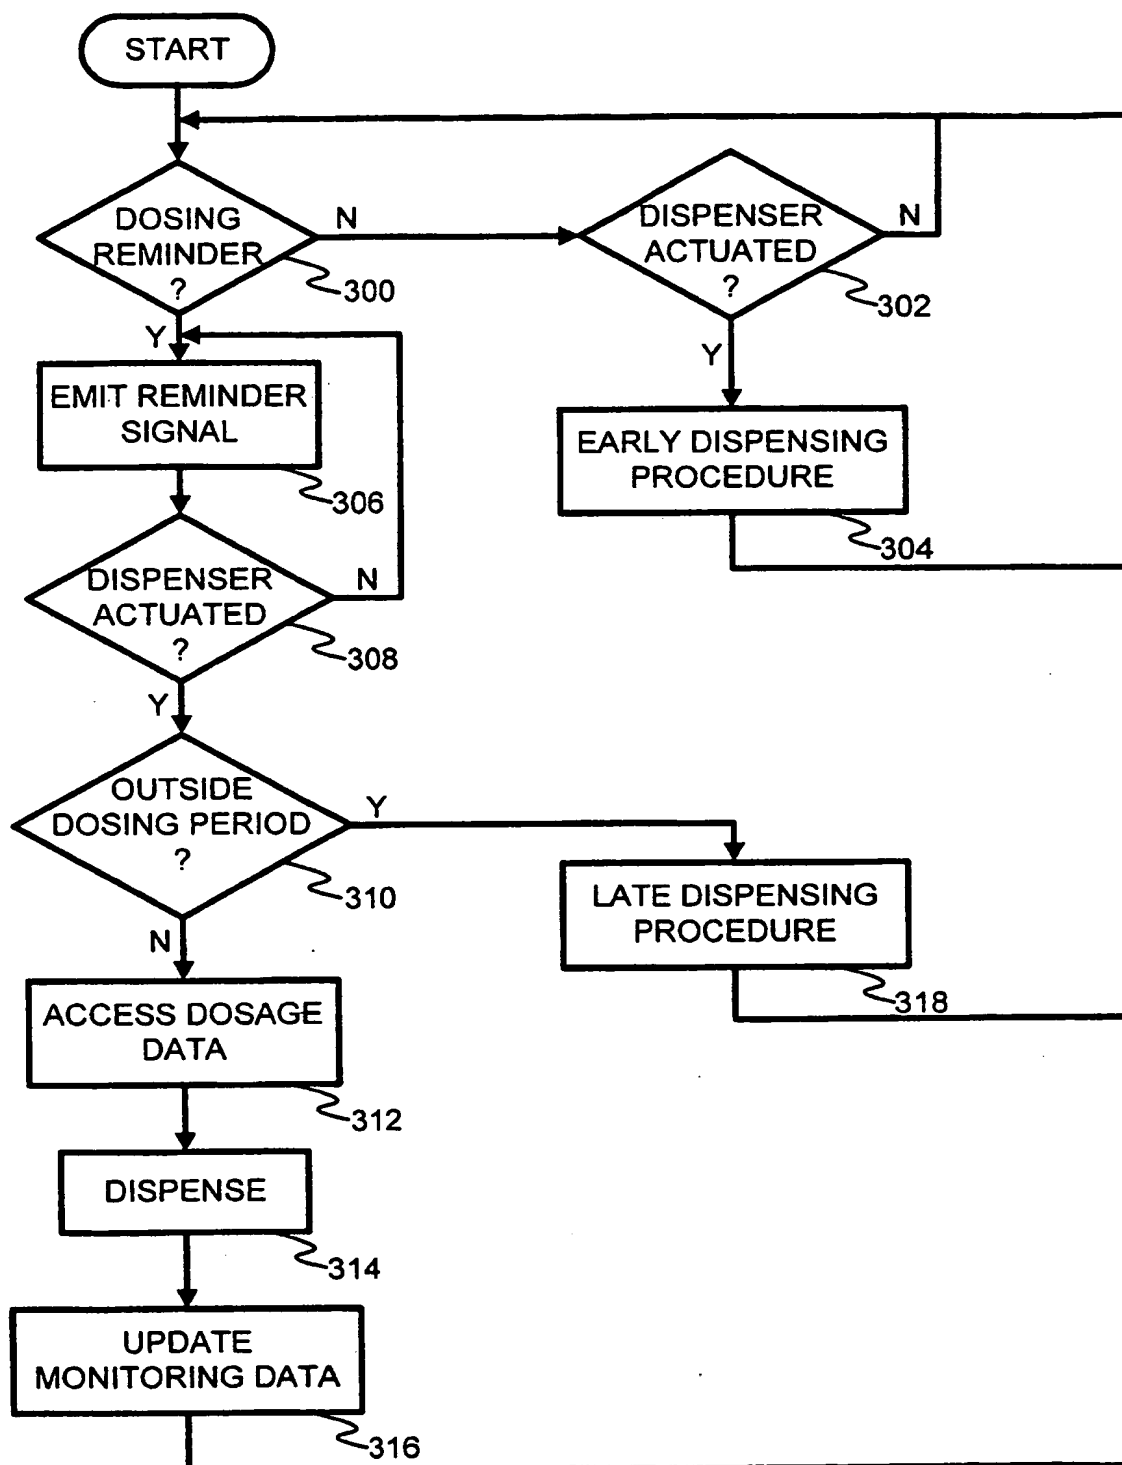 START
DOSING
REMINDER
?
300
N
Y
DISPENSER
ACTUATED
?
302
N
Y
EMIT REMINDER
SIGNAL
306
EARLY DISPENSING
PROCEDURE
304
DISPENSER
ACTUATED
?
308
N
Y
OUTSIDE
DOSING PERIOD
?
310
Y
N
LATE DISPENSING
PROCEDURE
318
ACCESS DOSAGE
DATA
312
DISPENSE
314
UPDATE
MONITORING DATA
316